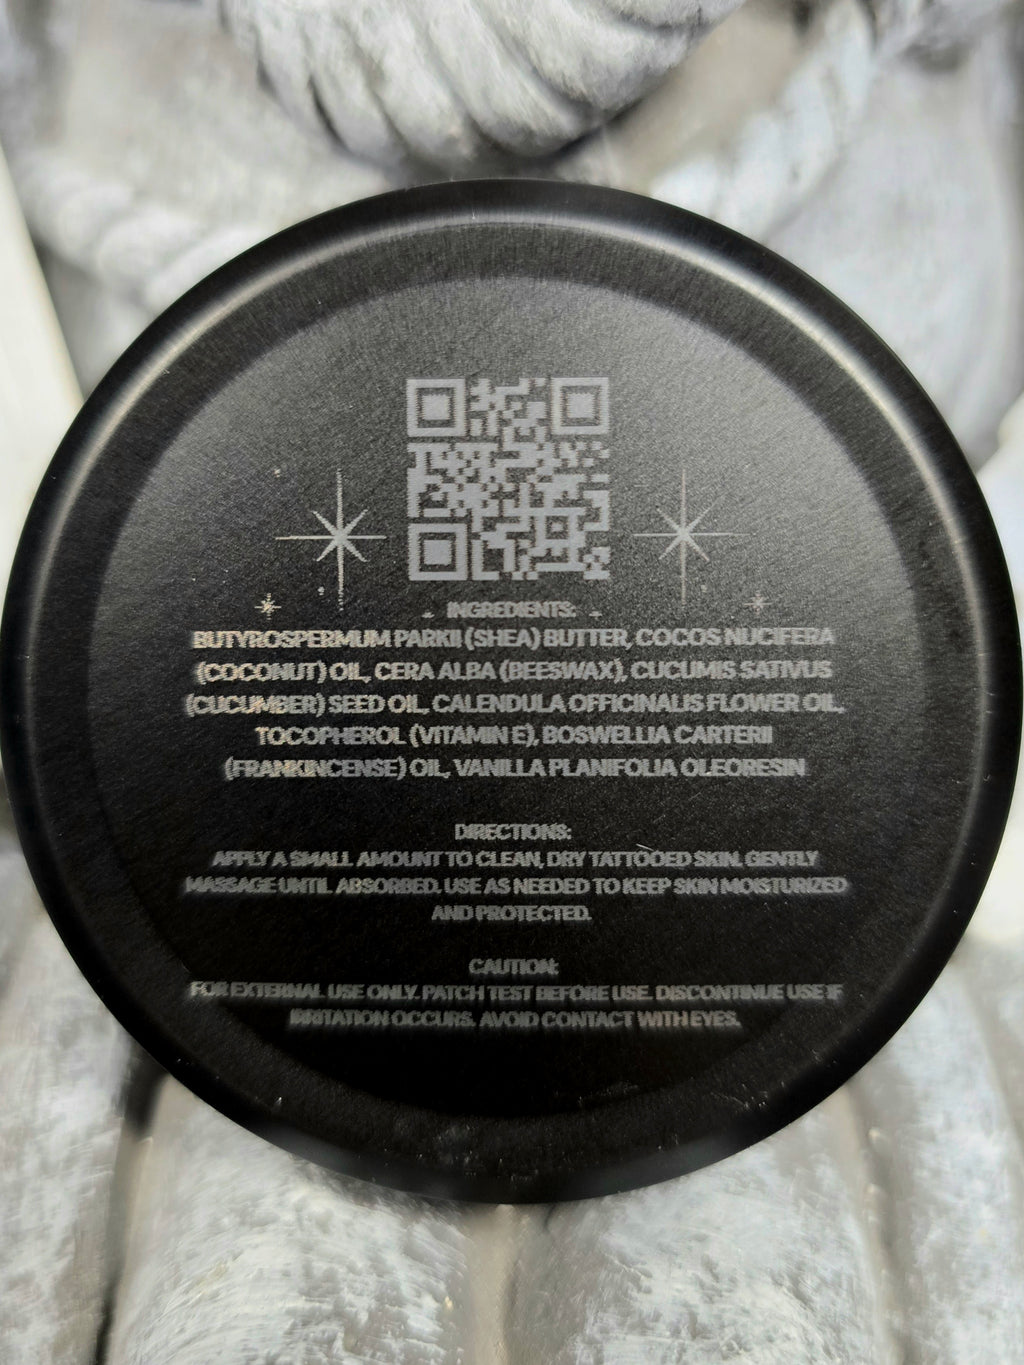 INGREDIENTS:
BUTYROSPERMUM PARKII (SHEA) BUTTER, COCOS NUCIFERA
(COCONUT) OIL, CERA ALBA (BEESWAX), CUCUMIS SATIVUS
(CUCUMBER) SEED OIL, CALENDULA OFFICINALIS FLOWER OIL,
TOCOPHEROL (VITAMIN E), BOSWELLIA CARTERII
(FRANKINCENSE) OIL, VANILLA PLANIFOLIA OLEORESIN
DIRECTIONS:
APPLY A SMALL AMOUNT TO CLEAN, DRY TATTOOED SKIN. GENTLY
MASSAGE UNTIL ABSORBED. USE AS NEEDED TO KEEP SKIN MOISTURIZED
AND PROTECTED.
CAUTION:
FOR EXTERNAL USE ONLY. PATCH TEST BEFORE USE. DISCONTINUE USE IF
IRRITATION OCCURS. AVOID CONTACT WITH EYES.